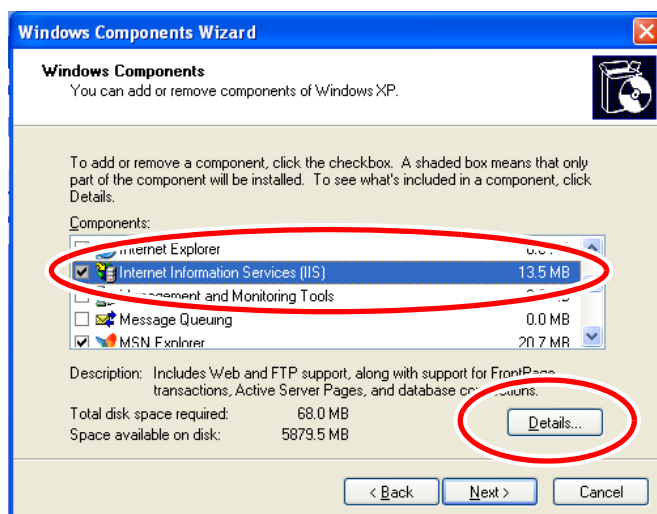 Windows Components Wizard
Windows Components
You can add or remove components of Windows XP.
To add or remove a component, click the checkbox. A shaded box means that only
part of the component will be installed. To see what's included in a component, click
Details.
Components:
Internet Explorer
Internet Information Services (IIS) 13.5 MB
Management and Monitoring Tools
Message Queuing 0.0 MB
MSN Explorer 20.7 MB
Description: Includes Web and FTP support, along with support for FrontPage
transactions, Active Server Pages, and database connections.
Total disk space required: 68.0 MB
Space available on disk: 5879.5 MB
Details...
< Back Next > Cancel